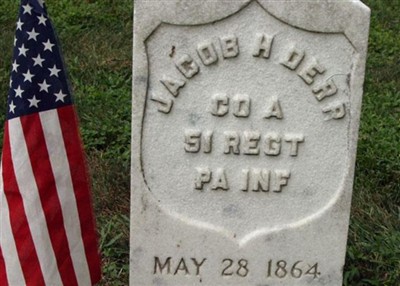 JACOB H DERR
CO A
51 REGT
PA INF
MAY 28 1864